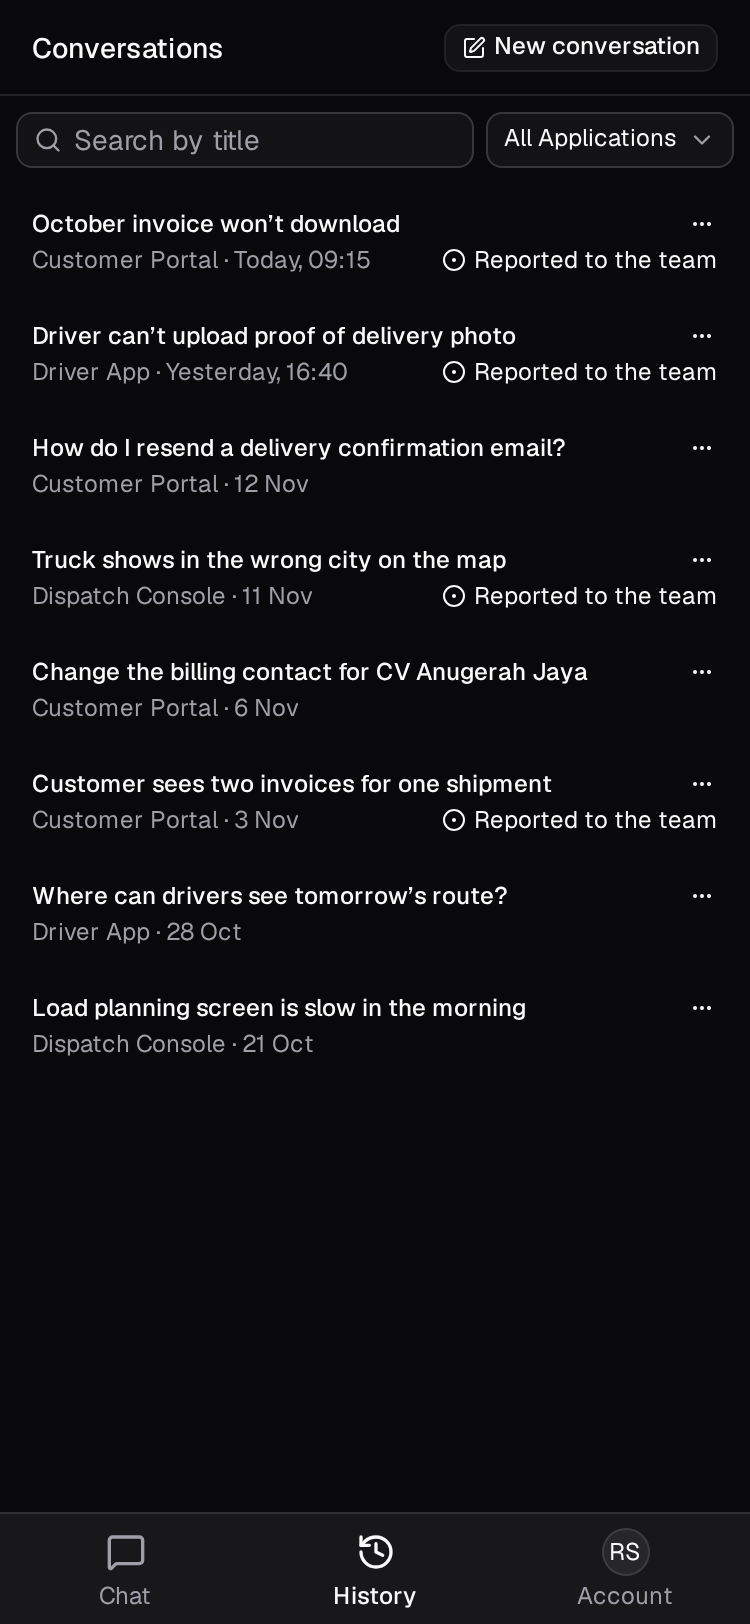 Conversations
New conversation
Search by title
All Applications
October invoice won’t download
Customer Portal · Today, 09:15
Reported to the team
Driver can’t upload proof of delivery photo
Driver App · Yesterday, 16:40
Reported to the team
How do I resend a delivery confirmation email?
Customer Portal · 12 Nov
Truck shows in the wrong city on the map
Dispatch Console · 11 Nov
Reported to the team
Change the billing contact for CV Anugerah Jaya
Customer Portal · 6 Nov
Customer sees two invoices for one shipment
Customer Portal · 3 Nov
Reported to the team
Where can drivers see tomorrow’s route?
Driver App · 28 Oct
Load planning screen is slow in the morning
Dispatch Console · 21 Oct
RS
Chat
History
Account